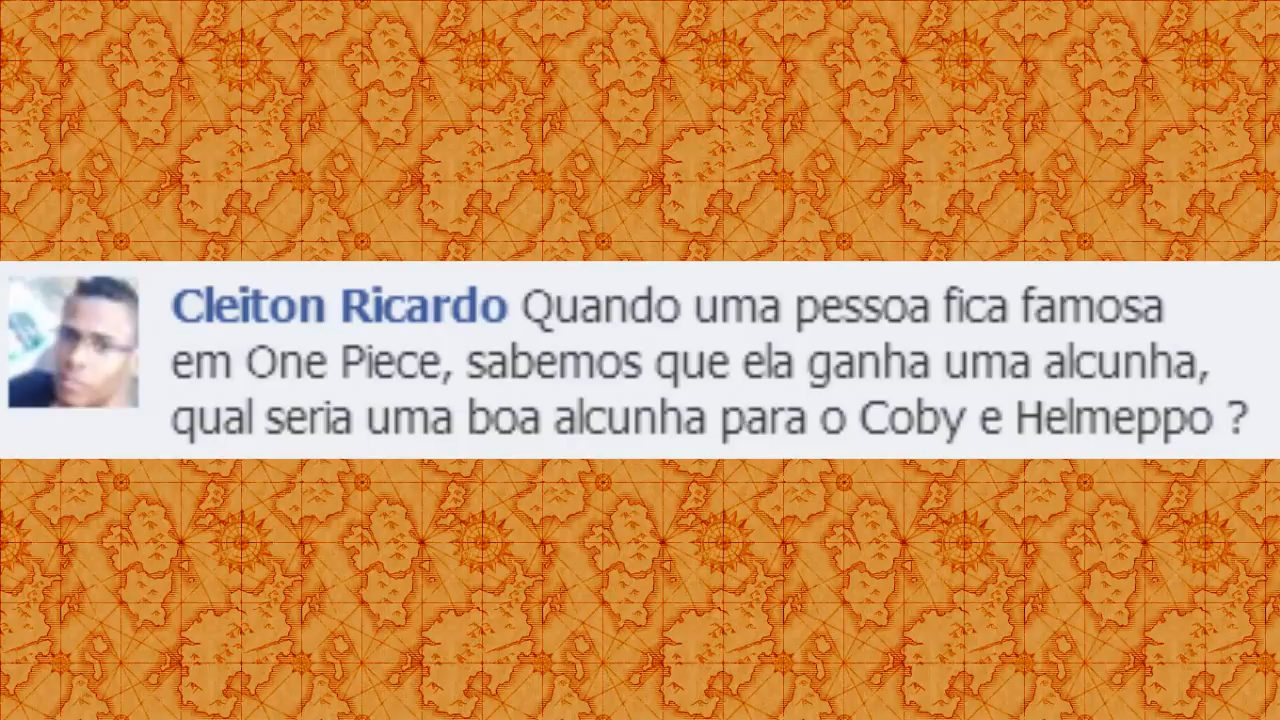 Cleiton Ricardo Quando uma pessoa fica famosa
em One Piece, sabemos que ela ganha uma alcunha,
qual seria uma boa alcunha para o Coby e Helmeppo ?